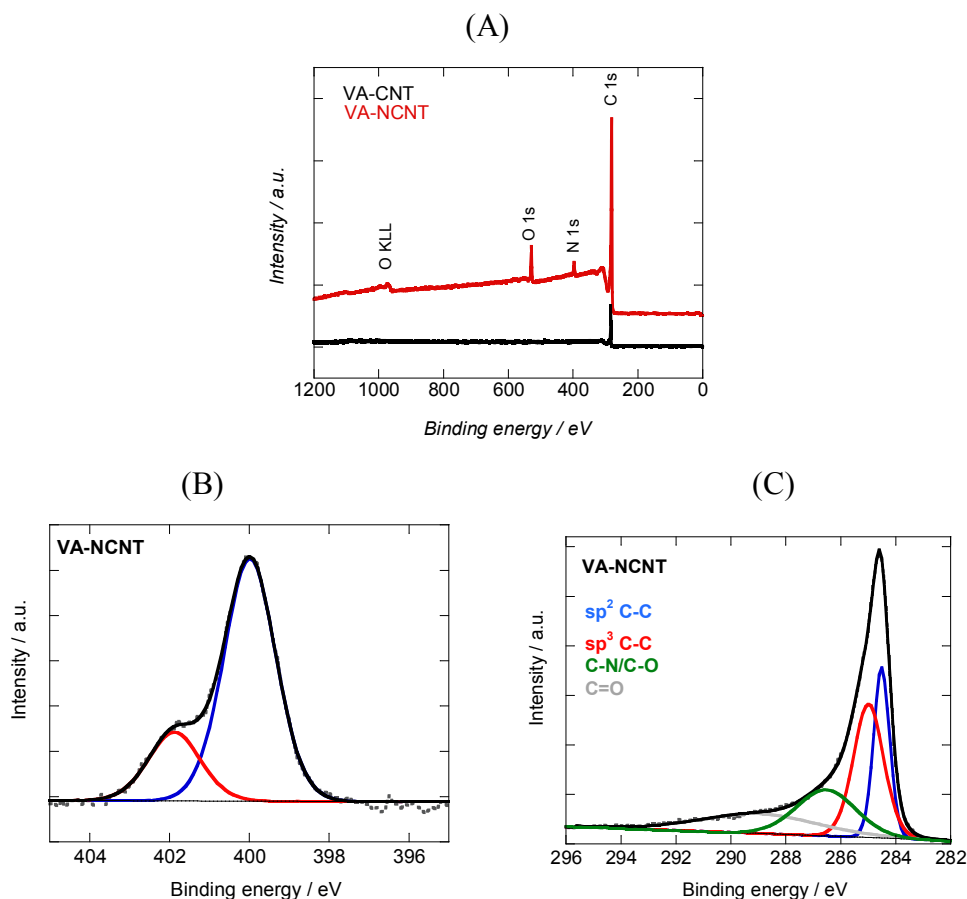 (A)
VA-CNT
VA-NCNT
O KLL
O 1s
N 1s
C 1s
Intensity / a.u.
1200 1000 800 600 400 200 0
Binding energy / eV
(B)
VA-NCNT
Intensity / a.u.
404 402 400 398 396
Binding energy / eV
(C)
VA-NCNT
sp² C-C
sp³ C-C
C-N/C-O
C=O
Intensity / a.u.
296 294 292 290 288 286 284 282
Binding energy / eV